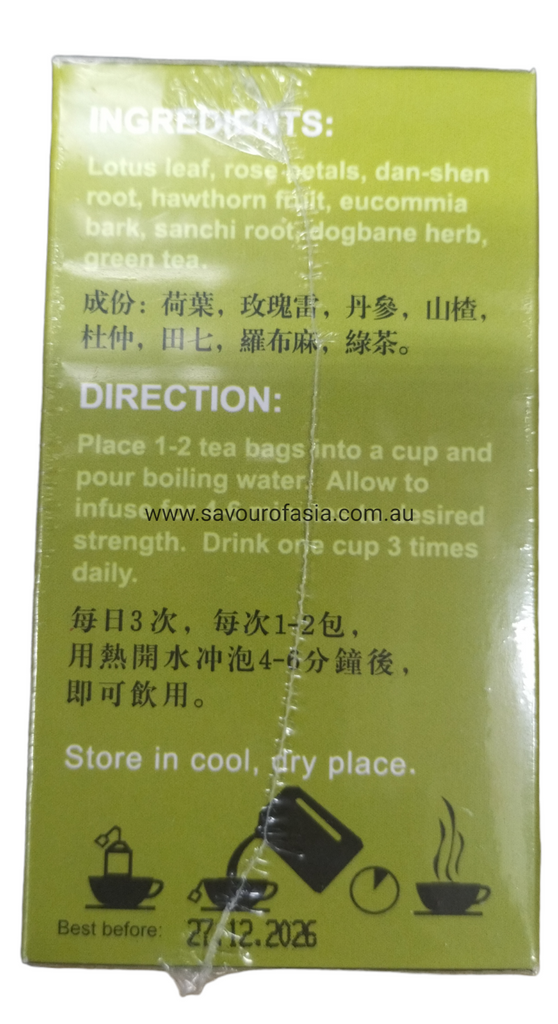 INGREDIENTS:
Lotus leaf, rose petals, dan-shen
root, hawthorn fruit, eucommia
bark, sanchi root, dogbane herb,
green tea.
成份：荷葉，玫瑰雷，丹參，山楂，
杜仲，田七，羅布麻，綠茶。
DIRECTION:
Place 1-2 tea bags into a cup and
pour boiling water. Allow to
infuse desired
www.savourofasia.com.au
strength. Drink one cup 3 times
daily.
每日3次，每次1-2包，
用熱開水冲泡4-6分鐘後，
即可飲用。
Store in cool, dry place.
Best before: 27.12.2026